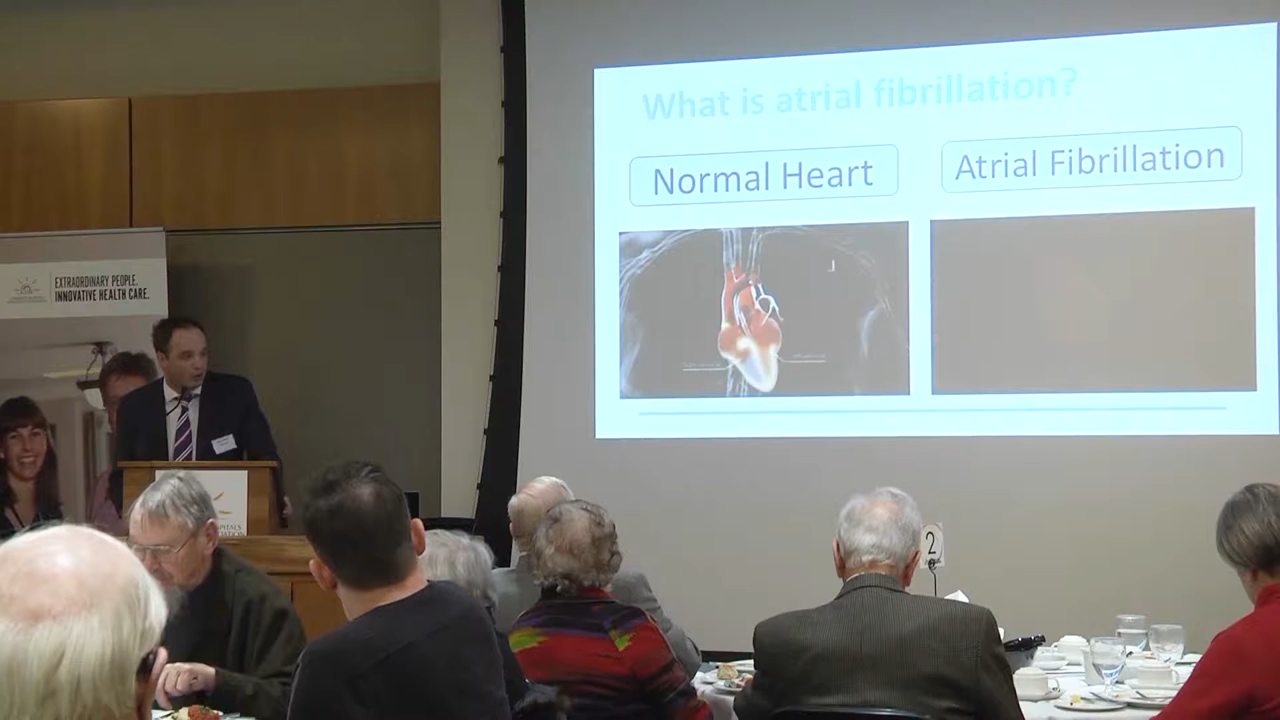 What is atrial fibrillation?
Normal Heart
Atrial Fibrillation
EXTRAORDINARY PEOPLE.
INNOVATIVE HEALTH CARE.
2